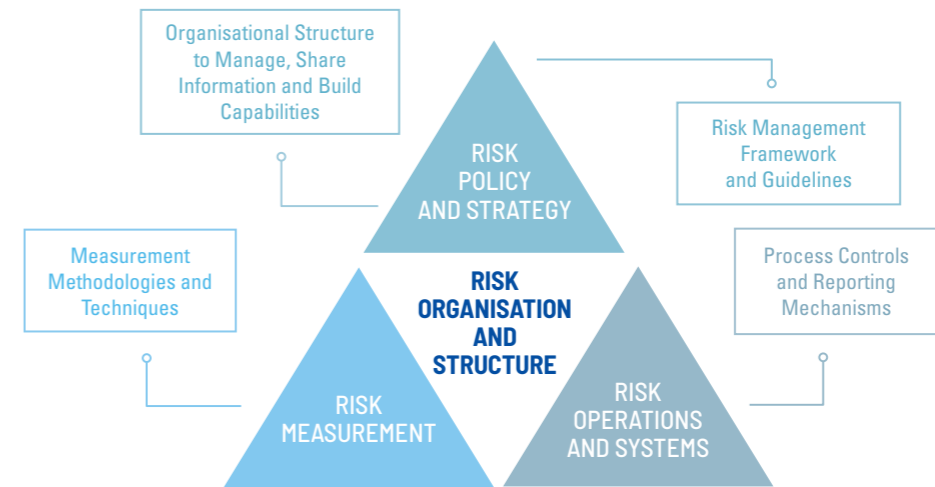 Organisational Structure
to Manage, Share
Information and Build
Capabilities
RISK
POLICY
AND STRATEGY
Risk Management
Framework
and Guidelines
Measurement
Methodologies and
Techniques
RISK
ORGANISATION
AND
STRUCTURE
Process Controls
and Reporting
Mechanisms
RISK
MEASUREMENT
RISK
OPERATIONS
AND SYSTEMS